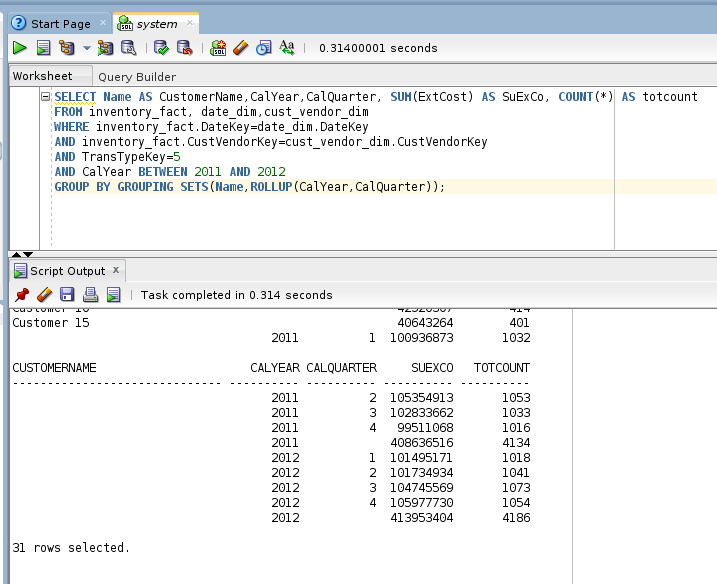 Start Page
system
0.31400001 seconds
Worksheet Query Builder
SELECT Name AS CustomerName,CalYear,CalQuarter, SUM(ExtCost) AS SuExCo, COUNT(*) AS totcount
FROM inventory_fact, date_dim,cust_vendor_dim
WHERE inventory_fact.DateKey=date_dim.DateKey
AND inventory_fact.CustVendorKey=cust_vendor_dim.CustVendorKey
AND TransTypeKey=5
AND CalYear BETWEEN 2011 AND 2012
GROUP BY GROUPING SETS(Name,ROLLUP(CalYear,CalQuarter));
Script Output x
Task completed in 0.314 seconds
Customer 15 40643264 401
2011 1 100936873 1032
CUSTOMERNAME CALYEAR CALQUARTER SUEXCO TOTCOUNT
------------------------------ ---------- ---------- ---------- ----------
2011 2 105354913 1053
2011 3 102833662 1033
2011 4 99511068 1016
2011 408636516 4134
2012 1 101495171 1018
2012 2 101734934 1041
2012 3 104745569 1073
2012 4 105977730 1054
2012 413953404 4186
31 rows selected.